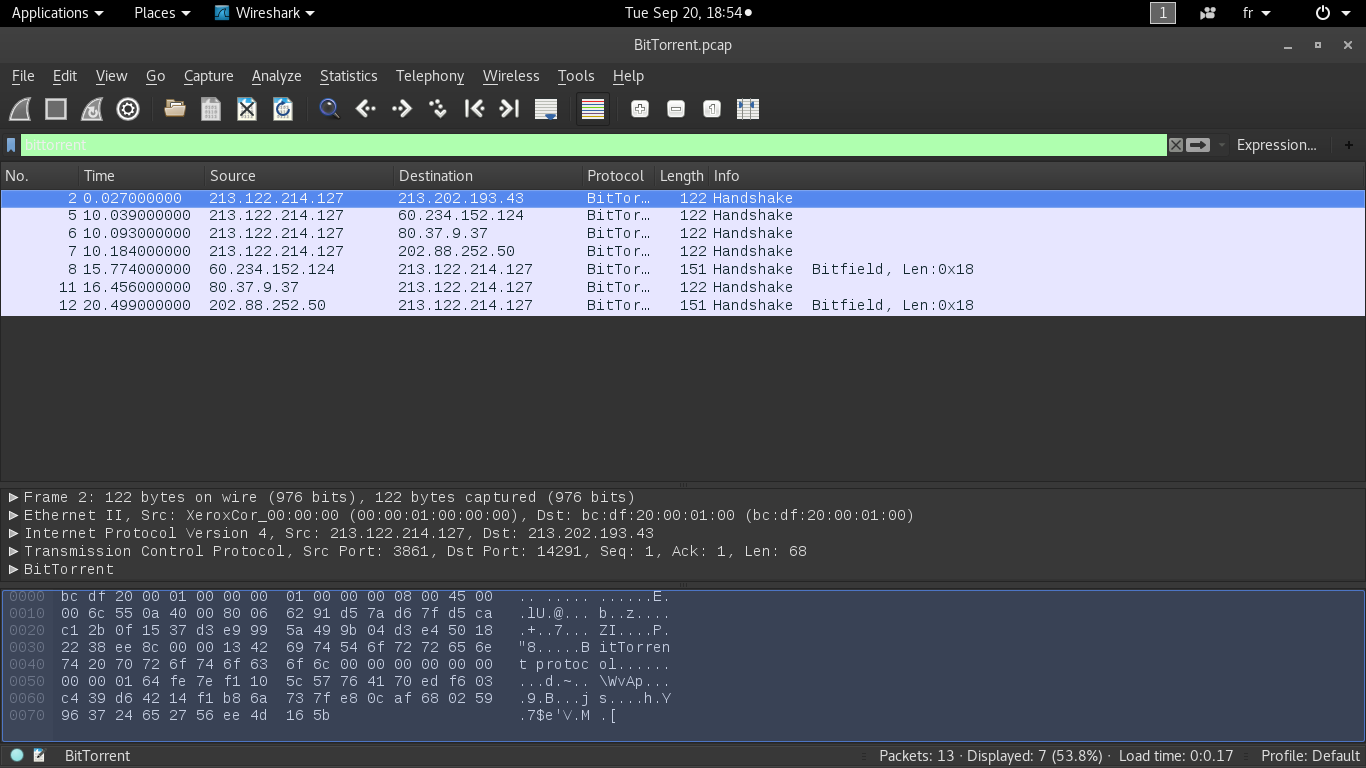 Applications Places Wireshark Tue Sep 20, 18:54 1 fr
BitTorrent.pcap
File Edit View Go Capture Analyze Statistics Telephony Wireless Tools Help
bittorrent Expression... +
No. Time Source Destination Protocol Length Info
2 0.027000000 213.122.214.127 213.202.193.43 BitTor… 122 Handshake
5 10.039000000 213.122.214.127 60.234.152.124 BitTor… 122 Handshake
6 10.093000000 213.122.214.127 80.37.9.37 BitTor… 122 Handshake
7 10.184000000 213.122.214.127 202.88.252.50 BitTor… 122 Handshake
8 15.774000000 60.234.152.124 213.122.214.127 BitTor… 151 Handshake Bitfield, Len:0x18
11 16.456000000 80.37.9.37 213.122.214.127 BitTor… 122 Handshake
12 20.499000000 202.88.252.50 213.122.214.127 BitTor… 151 Handshake Bitfield, Len:0x18
Frame 2: 122 bytes on wire (976 bits), 122 bytes captured (976 bits)
Ethernet II, Src: XeroxCor_00:00:00 (00:00:01:00:00:00), Dst: bc:df:20:00:01:00 (bc:df:20:00:01:00)
Internet Protocol Version 4, Src: 213.122.214.127, Dst: 213.202.193.43
Transmission Control Protocol, Src Port: 3861, Dst Port: 14291, Seq: 1, Ack: 1, Len: 68
BitTorrent
0000 bc df 20 00 01 00 00 00 01 00 00 00 08 00 45 00 .. ..... ......E.
0010 00 6c 55 0a 40 00 80 06 62 91 d5 7a d6 7f d5 ca .lU.@... b..z....
0020 c1 2b 0f 15 37 d3 e9 99 5a 49 9b 04 d3 e4 50 18 .+..7... ZI....P.
0030 22 38 ee 8c 00 00 13 42 69 74 54 6f 72 72 65 6e "8.....B itTorren
0040 74 20 70 72 6f 74 6f 63 6f 6c 00 00 00 00 00 00 t protoc ol......
0050 00 00 01 64 fe 7e f1 10 5c 57 76 41 70 ed f6 03 ...d.~.. \WvAp...
0060 c4 39 d6 42 14 f1 b8 6a 73 7f e8 0c af 68 02 59 .9.B...j s....h.Y
0070 96 37 24 65 27 56 ee 4d 16 5b .7$e'V.M .[
BitTorrent Packets: 13 · Displayed: 7 (53.8%) · Load time: 0:0.17 Profile: Default